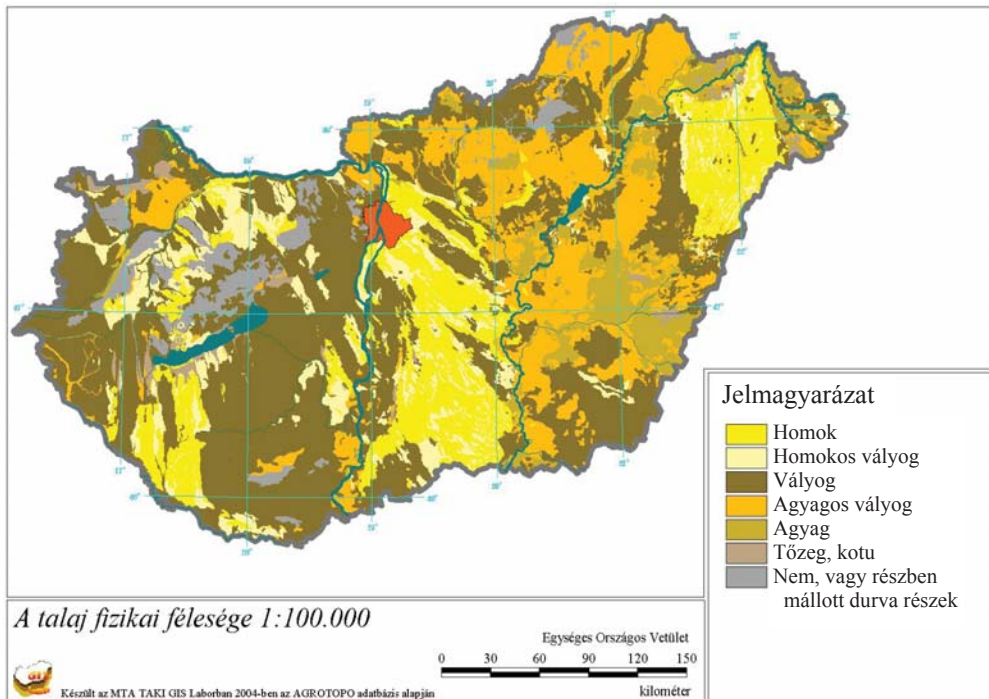 Jelmagyarázat
Homok
Homokos vályog
Vályog
Agyagos vályog
Agyag
Tőzeg, kotu
Nem, vagy részben
mállott durva részek
A talaj fizikai félesége 1:100.000
Egységes Országos Vetület
0 30 60 90 120 150
kilométer
Készült az MTA TAKI GIS Laborban 2004-ben az AGROTOPO adatbázis alapján